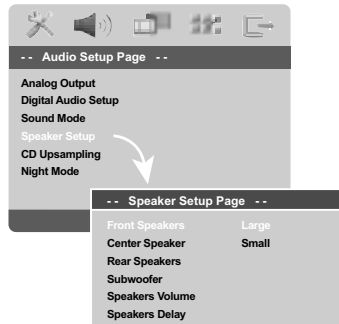 - - Audio Setup Page - -
Analog Output
Digital Audio Setup
Sound Mode
Speaker Setup
CD Upsampling
Night Mode
- - Speaker Setup Page - -
Front Speakers Large
Center Speaker Small
Rear Speakers
Subwoofer
Speakers Volume
Speakers Delay